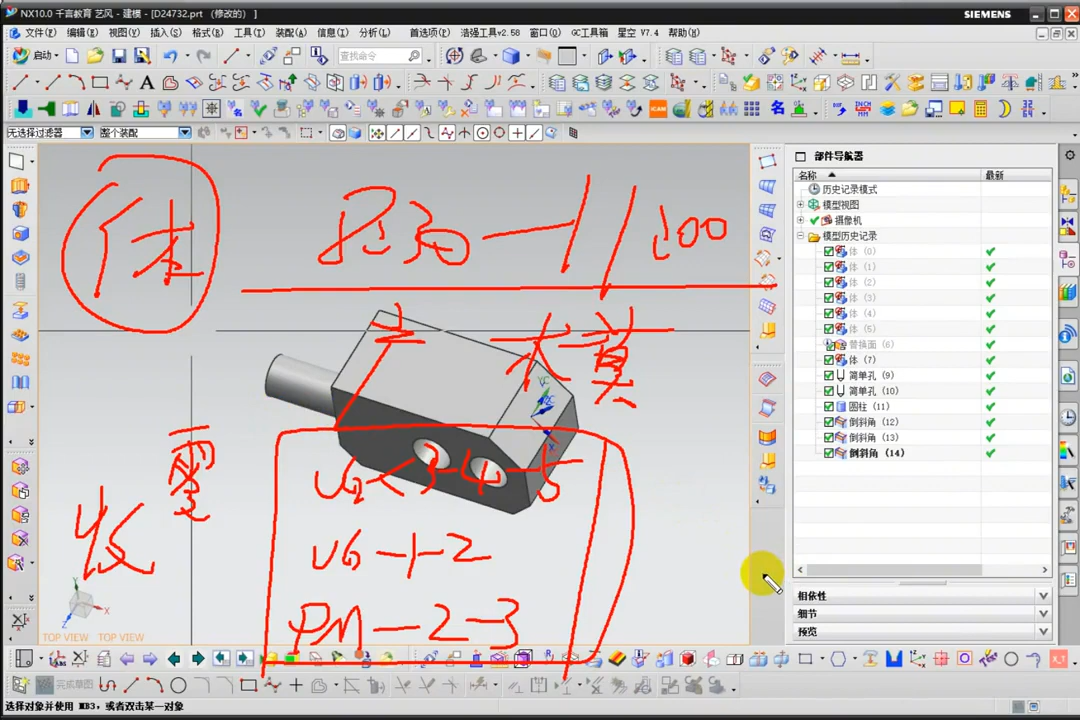 NX10.0 千言教育 艺风 - 建模 - [D24732.prt （修改的） ]
SIEMENS
文件(F) 编辑(E) 视图(V) 插入(S) 格式(R) 工具(T) 装配(A) 信息(I) 分析(L) 首选项(P) 浩强工具v2.58 窗口(O) GC工具箱 星空 V7.4 帮助(H)
启动 查找命令
无选择过滤器 整个装配
部件导航器
名称 最新
历史记录模式
模型视图
摄像机
模型历史记录
体 (0)
体 (1)
体 (2)
体 (3)
体 (4)
体 (5)
替换面 (6)
体 (7)
简单孔 (9)
简单孔 (10)
圆柱 (11)
倒斜角 (12)
倒斜角 (13)
倒斜角 (14)
相依性
细节
预览
体
UG<3-4-5
UG-1-2
PM-2-3
TOP VIEW TOP VIEW
完成草图
选择对象并使用 MB3，或者双击某一对象